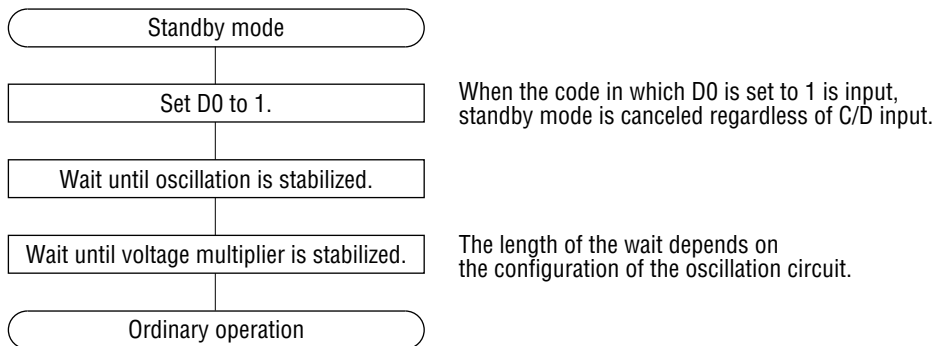 Standby mode
Set D0 to 1.
When the code in which D0 is set to 1 is input,
standby mode is canceled regardless of C/D input.
Wait until oscillation is stabilized.
Wait until voltage multiplier is stabilized.
The length of the wait depends on
the configuration of the oscillation circuit.
Ordinary operation